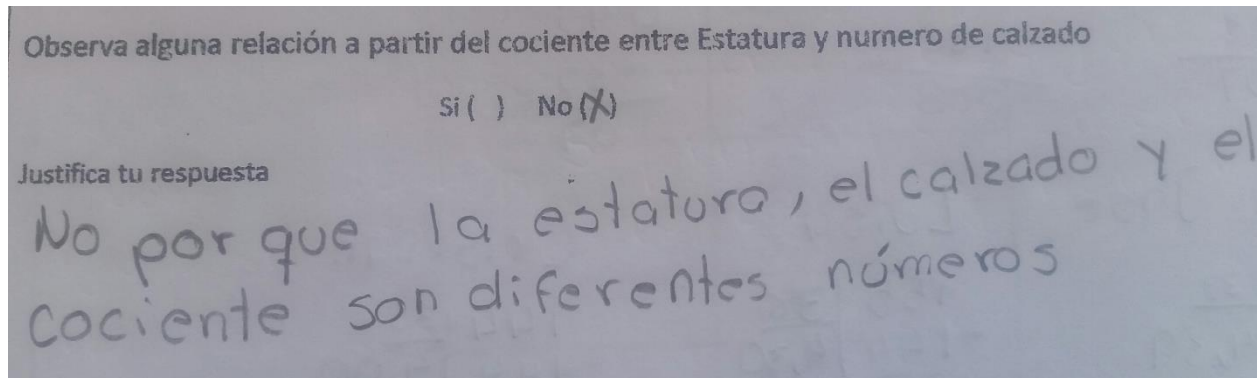 Observa alguna relación a partir del cociente entre Estatura y numero de calzado
Si ( ) No (X)
Justifica tu respuesta
No por que la estatura, el calzado y el
cociente son diferentes números